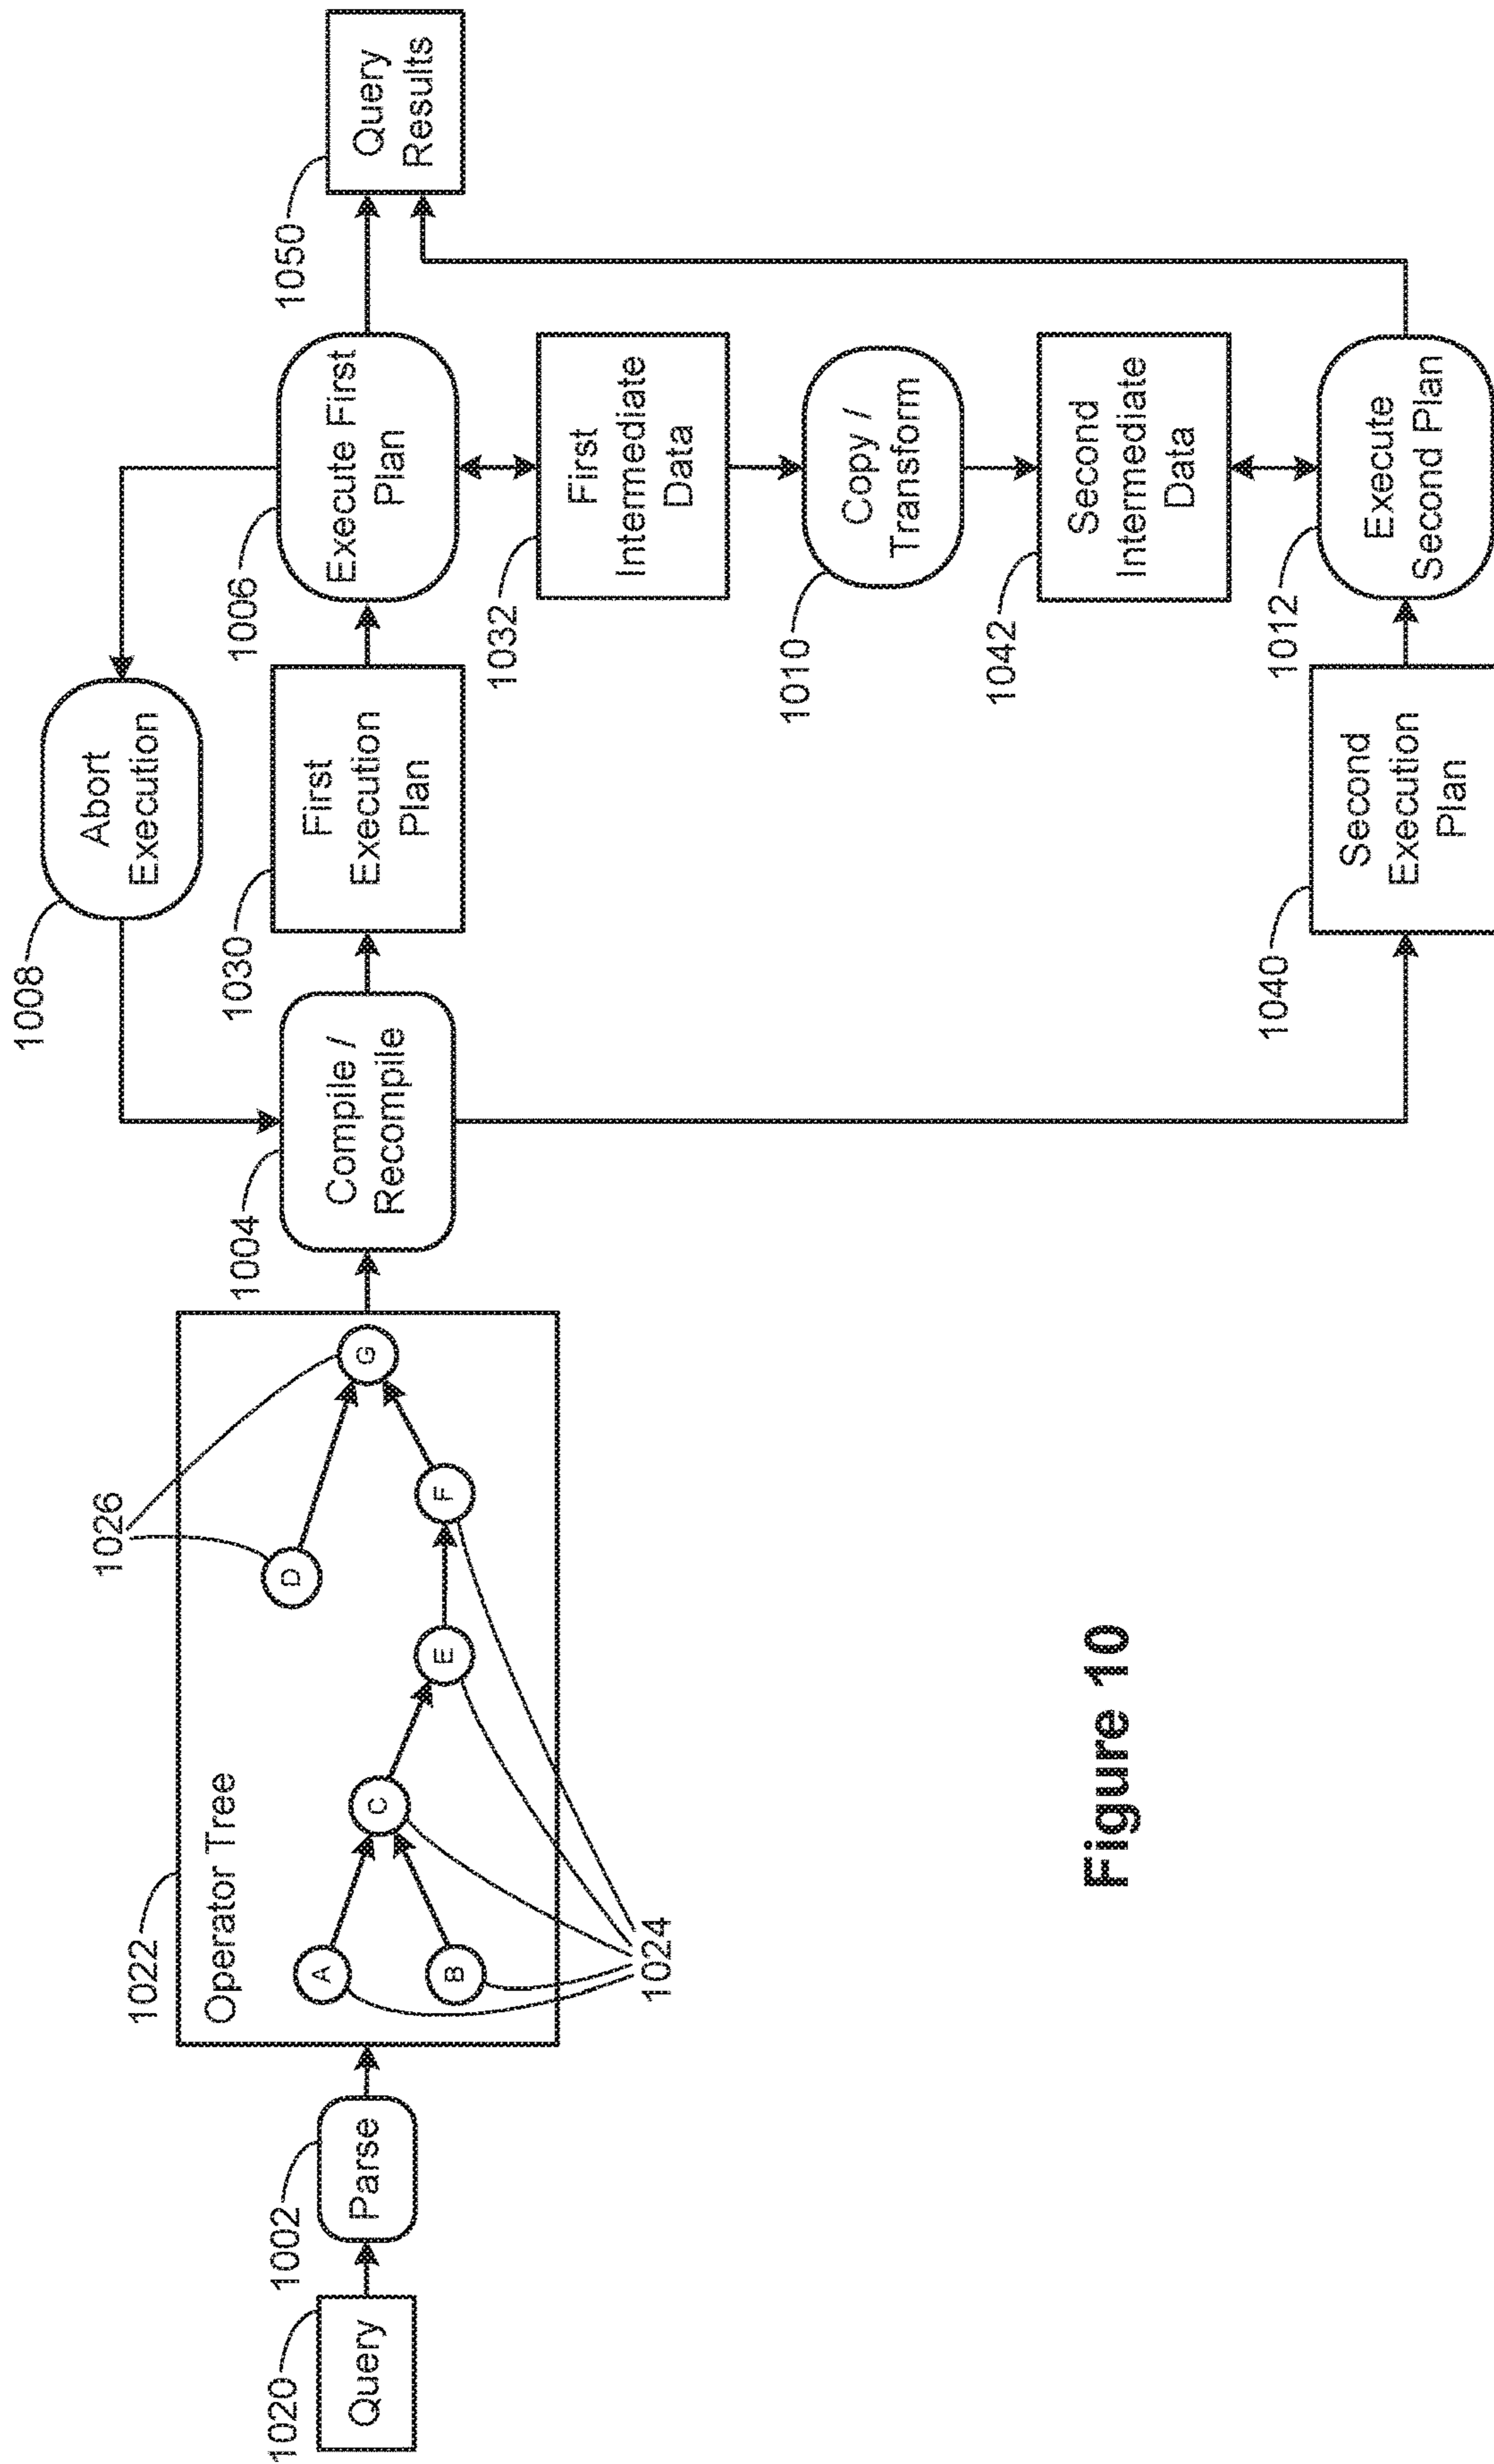 1020
Query
1002
Parse
1022
Operator Tree
A
B
C
D
E
F
G
1024
1026
1004
Compile /
Recompile
1008
Abort
Execution
1030
First
Execution
Plan
1006
Execute First
Plan
1050
Query
Results
1032
First
Intermediate
Data
1010
Copy /
Transform
1042
Second
Intermediate
Data
1040
Second
Execution
Plan
1012
Execute
Second Plan
Figure 10